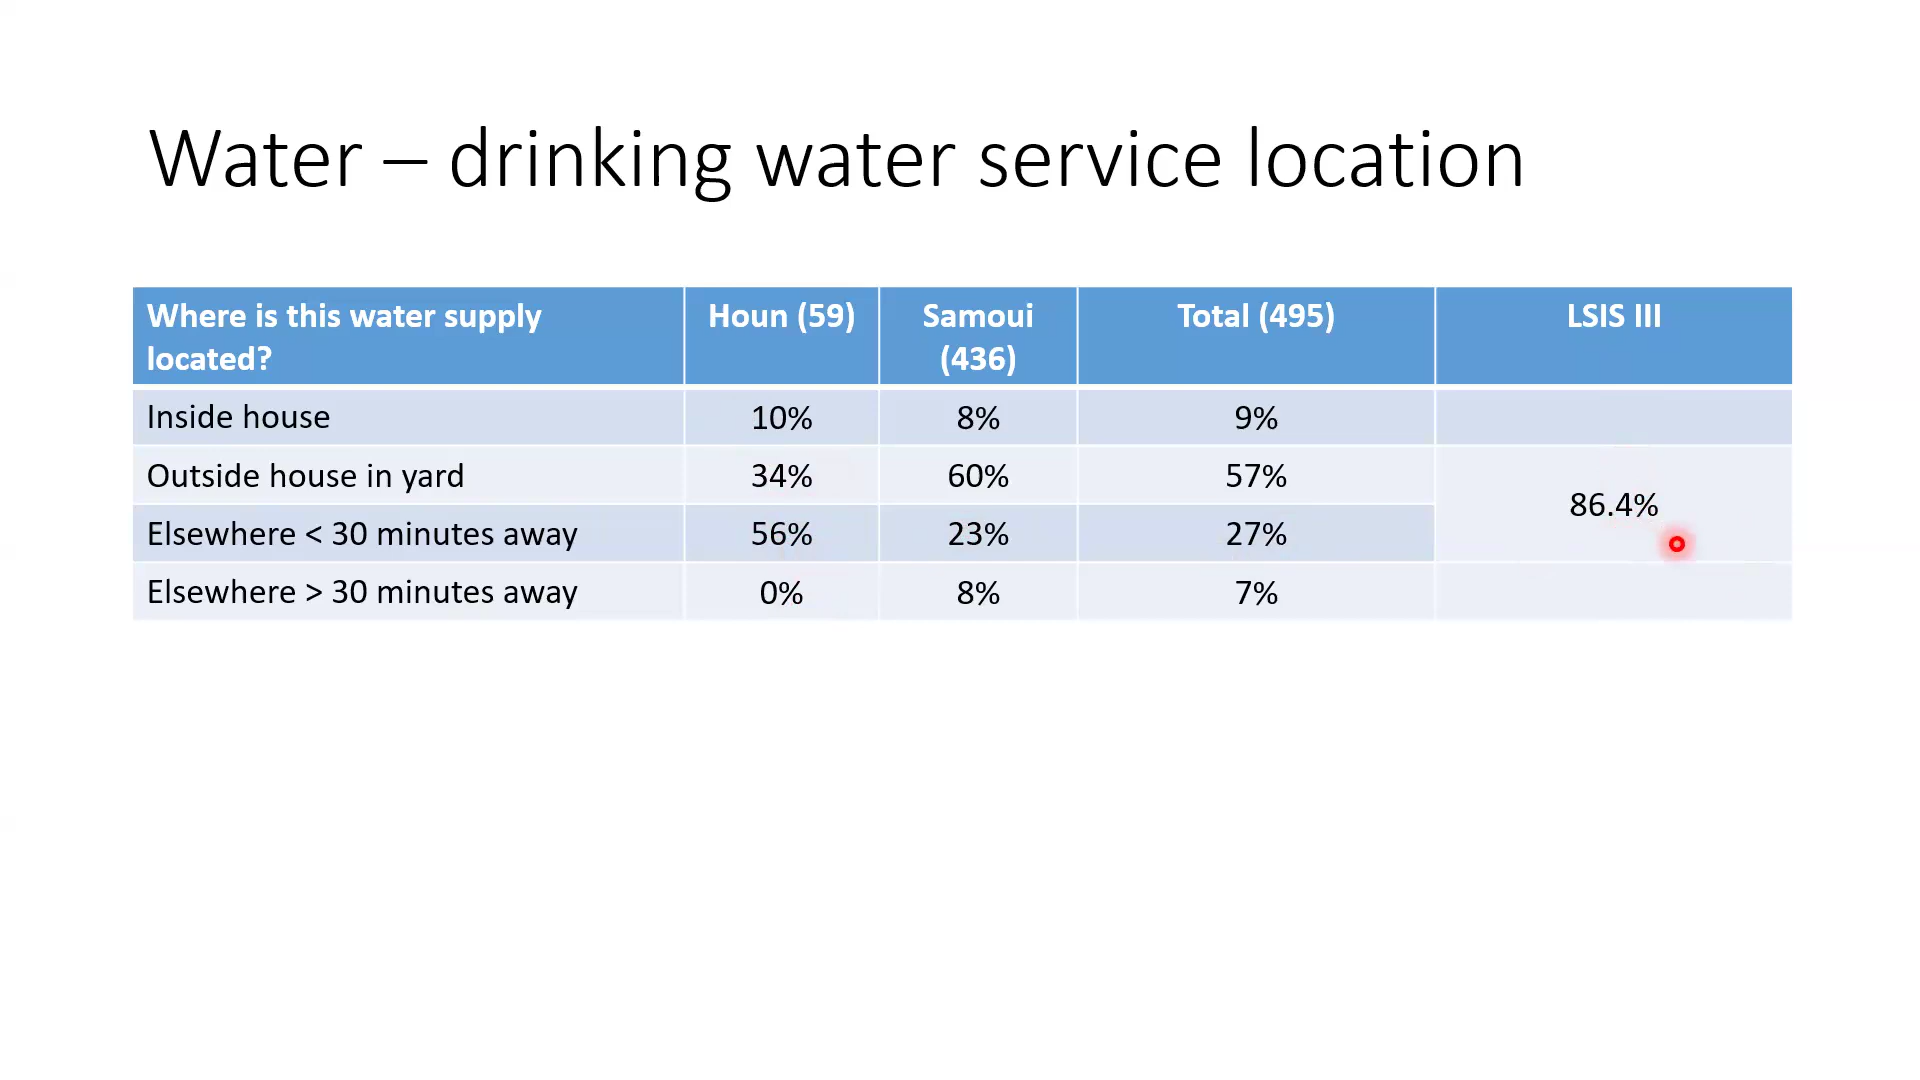 Water – drinking water service location
Where is this water supply located? Houn (59) Samoui (436) Total (495) LSIS III
Inside house 10% 8% 9%
Outside house in yard 34% 60% 57% 86.4%
Elsewhere < 30 minutes away 56% 23% 27%
Elsewhere > 30 minutes away 0% 8% 7%